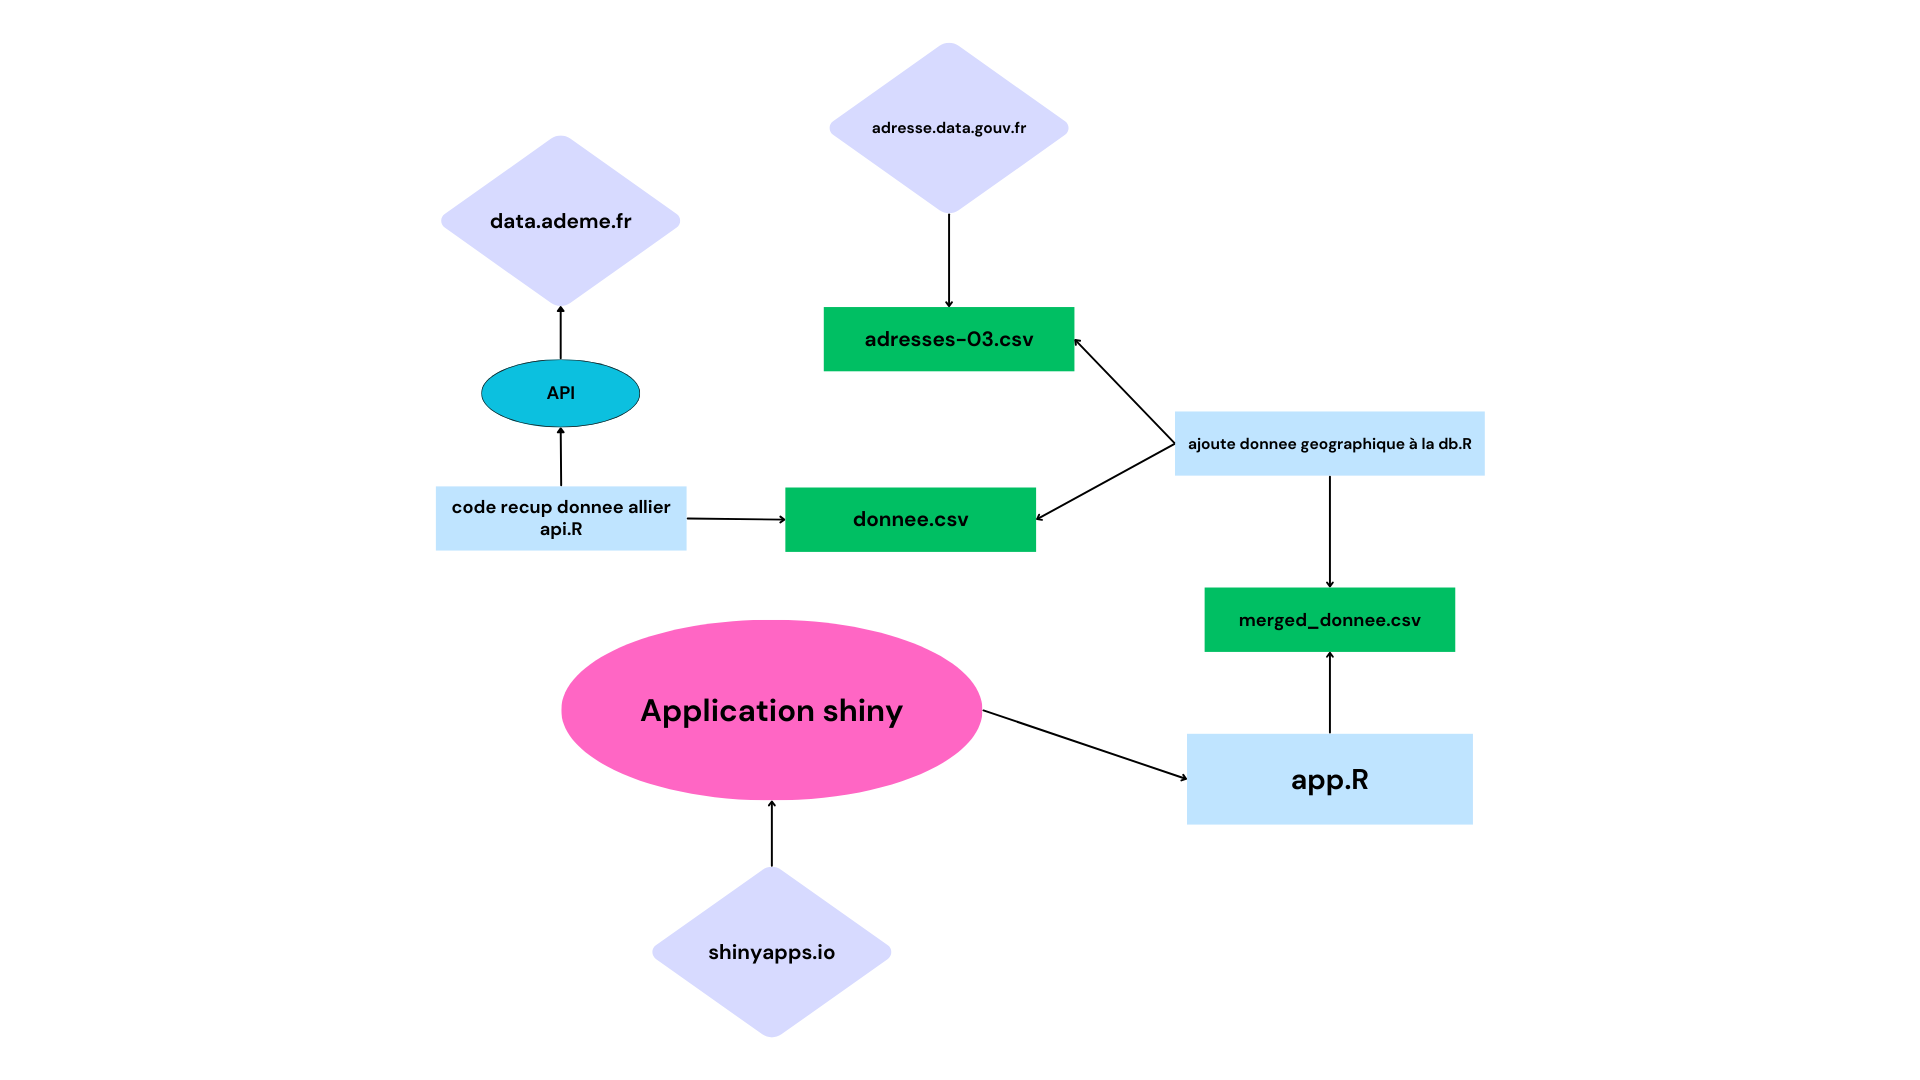 adresse.data.gouv.fr
data.ademe.fr
adresses-03.csv
API
ajoute donnee geographique à la db.R
code recup donnee allier
api.R
donnee.csv
merged_donnee.csv
Application shiny
app.R
shinyapps.io